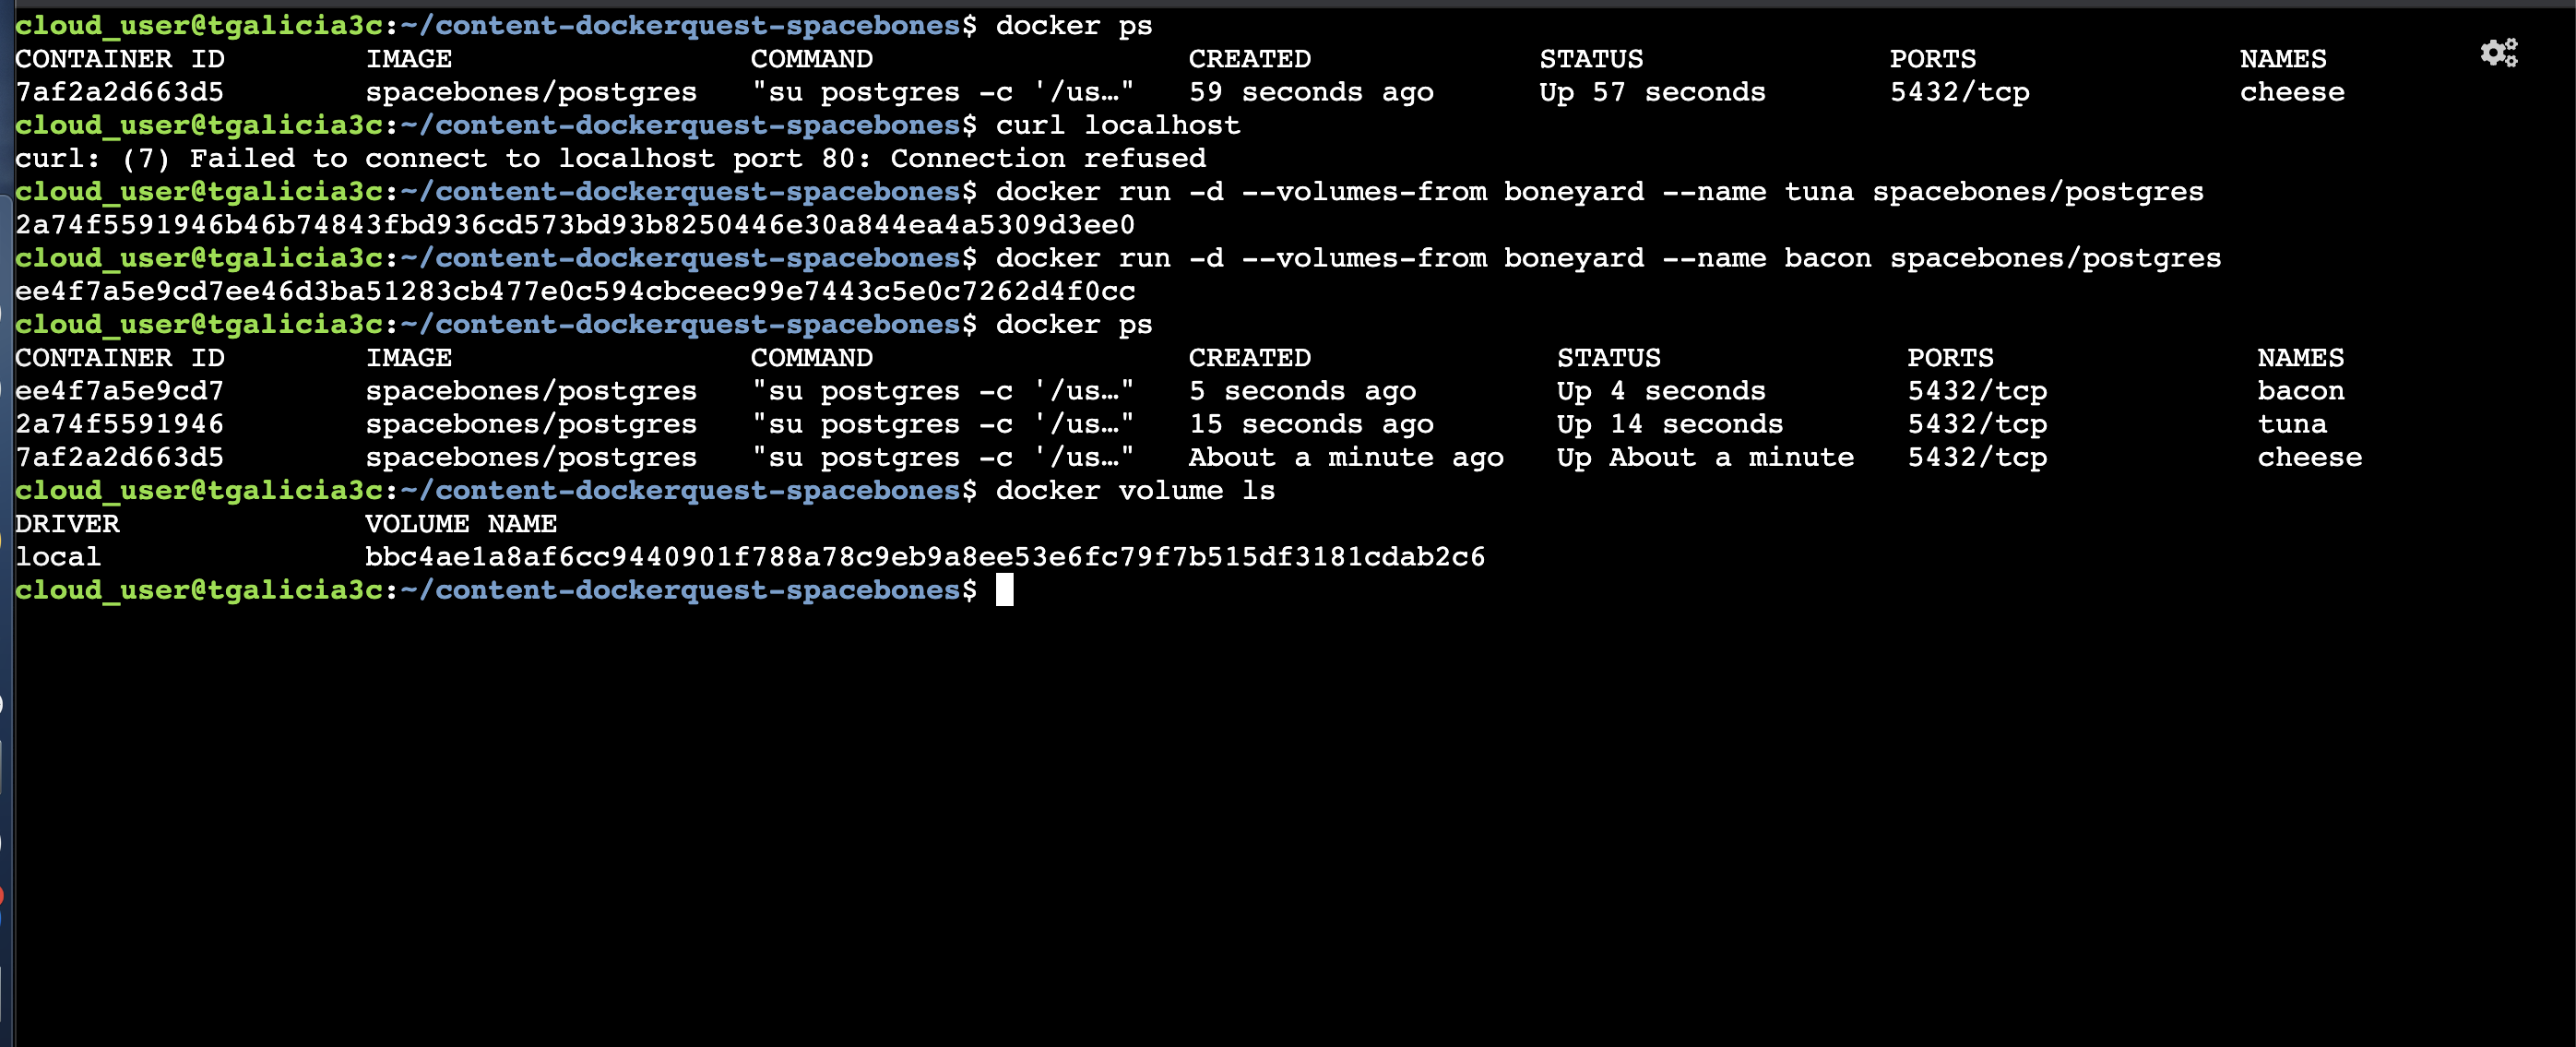 cloud_user@tgalicia3c:~/content-dockerquest-spacebones$ docker ps
CONTAINER ID        IMAGE                 COMMAND                  CREATED             STATUS              PORTS               NAMES
7af2a2d663d5        spacebones/postgres   "su postgres -c '/us…"   59 seconds ago      Up 57 seconds       5432/tcp            cheese
cloud_user@tgalicia3c:~/content-dockerquest-spacebones$ curl localhost
curl: (7) Failed to connect to localhost port 80: Connection refused
cloud_user@tgalicia3c:~/content-dockerquest-spacebones$ docker run -d --volumes-from boneyard --name tuna spacebones/postgres
2a74f5591946b46b74843fbd936cd573bd93b8250446e30a844ea4a5309d3ee0
cloud_user@tgalicia3c:~/content-dockerquest-spacebones$ docker run -d --volumes-from boneyard --name bacon spacebones/postgres
ee4f7a5e9cd7ee46d3ba51283cb477e0c594cbceec99e7443c5e0c7262d4f0cc
cloud_user@tgalicia3c:~/content-dockerquest-spacebones$ docker ps
CONTAINER ID        IMAGE                 COMMAND                  CREATED              STATUS              PORTS               NAMES
ee4f7a5e9cd7        spacebones/postgres   "su postgres -c '/us…"   5 seconds ago        Up 4 seconds        5432/tcp            bacon
2a74f5591946        spacebones/postgres   "su postgres -c '/us…"   15 seconds ago       Up 14 seconds       5432/tcp            tuna
7af2a2d663d5        spacebones/postgres   "su postgres -c '/us…"   About a minute ago   Up About a minute   5432/tcp            cheese
cloud_user@tgalicia3c:~/content-dockerquest-spacebones$ docker volume ls
DRIVER              VOLUME NAME
local               bbc4ae1a8af6cc9440901f788a78c9eb9a8ee53e6fc79f7b515df3181cdab2c6
cloud_user@tgalicia3c:~/content-dockerquest-spacebones$